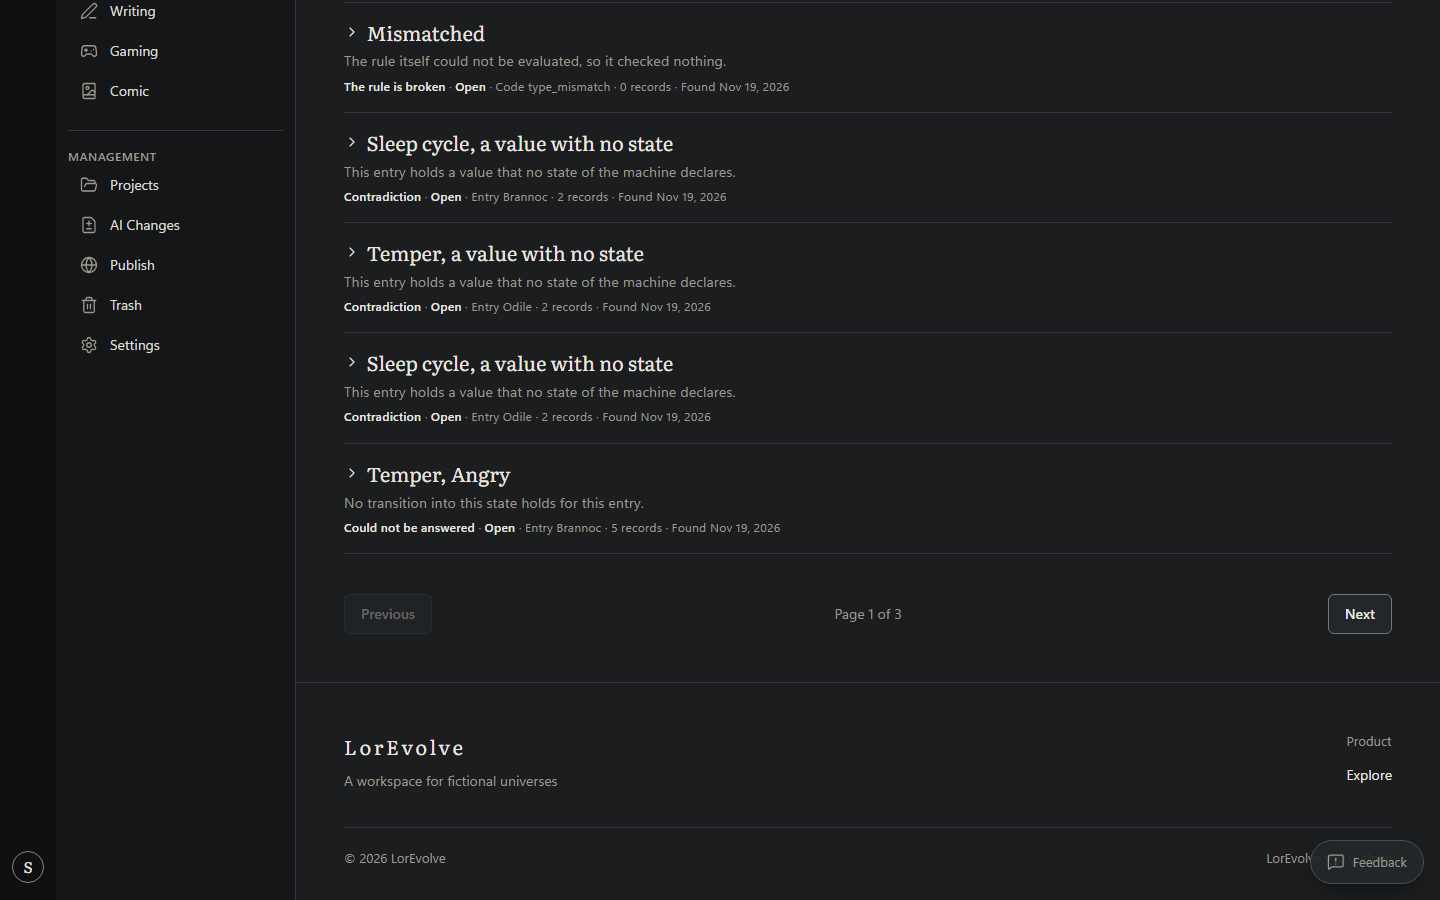 Writing
Gaming
Comic
MANAGEMENT
Projects
AI Changes
Publish
Trash
Settings
S
Mismatched
The rule itself could not be evaluated, so it checked nothing.
The rule is broken · Open · Code type_mismatch · 0 records · Found Nov 19, 2026
Sleep cycle, a value with no state
This entry holds a value that no state of the machine declares.
Contradiction · Open · Entry Brannoc · 2 records · Found Nov 19, 2026
Temper, a value with no state
This entry holds a value that no state of the machine declares.
Contradiction · Open · Entry Odile · 2 records · Found Nov 19, 2026
Sleep cycle, a value with no state
This entry holds a value that no state of the machine declares.
Contradiction · Open · Entry Odile · 2 records · Found Nov 19, 2026
Temper, Angry
No transition into this state holds for this entry.
Could not be answered · Open · Entry Brannoc · 5 records · Found Nov 19, 2026
Previous
Page 1 of 3
Next
LorEvolve
A workspace for fictional universes
Product
Explore
© 2026 LorEvolve
Feedback